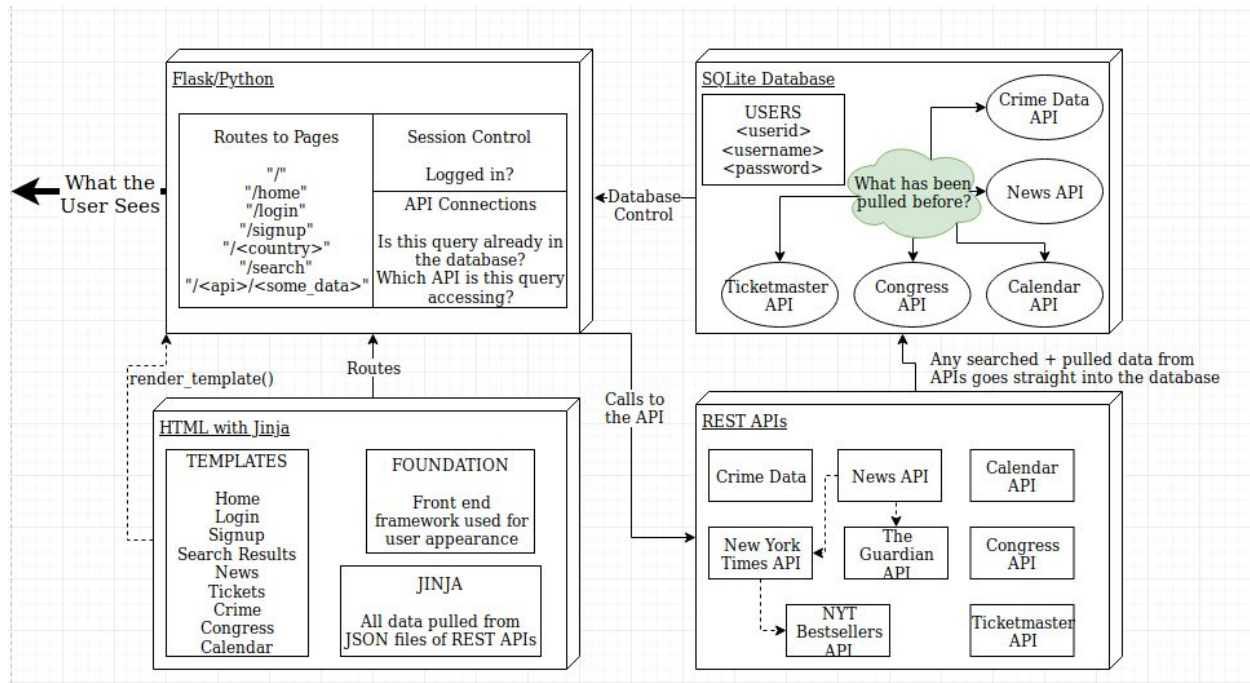 Flask/Python
Routes to Pages
"/"
"/home"
"/login"
"/signup"
"/<country>"
"/search"
"/<api>/<some_data>"
Session Control
Logged in?
API Connections
Is this query already in
the database?
Which API is this query
accessing?
What the
User Sees
Database
Control
SQLite Database
USERS
<userid>
<username>
<password>
What has been
pulled before?
Crime Data
API
News API
Ticketmaster
API
Congress
API
Calendar
API
render_template()
Routes
Calls to
the API
Any searched + pulled data from
APIs goes straight into the database
HTML with Jinja
TEMPLATES
Home
Login
Signup
Search Results
News
Tickets
Crime
Congress
Calendar
FOUNDATION
Front end
framework used for
user appearance
JINJA
All data pulled from
JSON files of REST APIs
REST APIs
Crime Data
News API
Calendar
API
New York
Times API
The
Guardian
API
Congress
API
NYT
Bestsellers
API
Ticketmaster
API